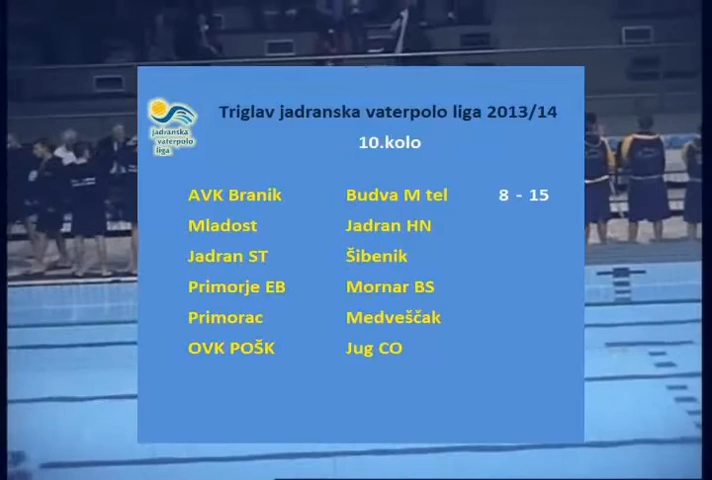 jadranska
vaterpolo
liga
Triglav jadranska vaterpolo liga 2013/14
10.kolo
AVK Branik Budva M tel 8 - 15
Mladost Jadran HN
Jadran ST Šibenik
Primorje EB Mornar BS
Primorac Medveščak
OVK POŠK Jug CO